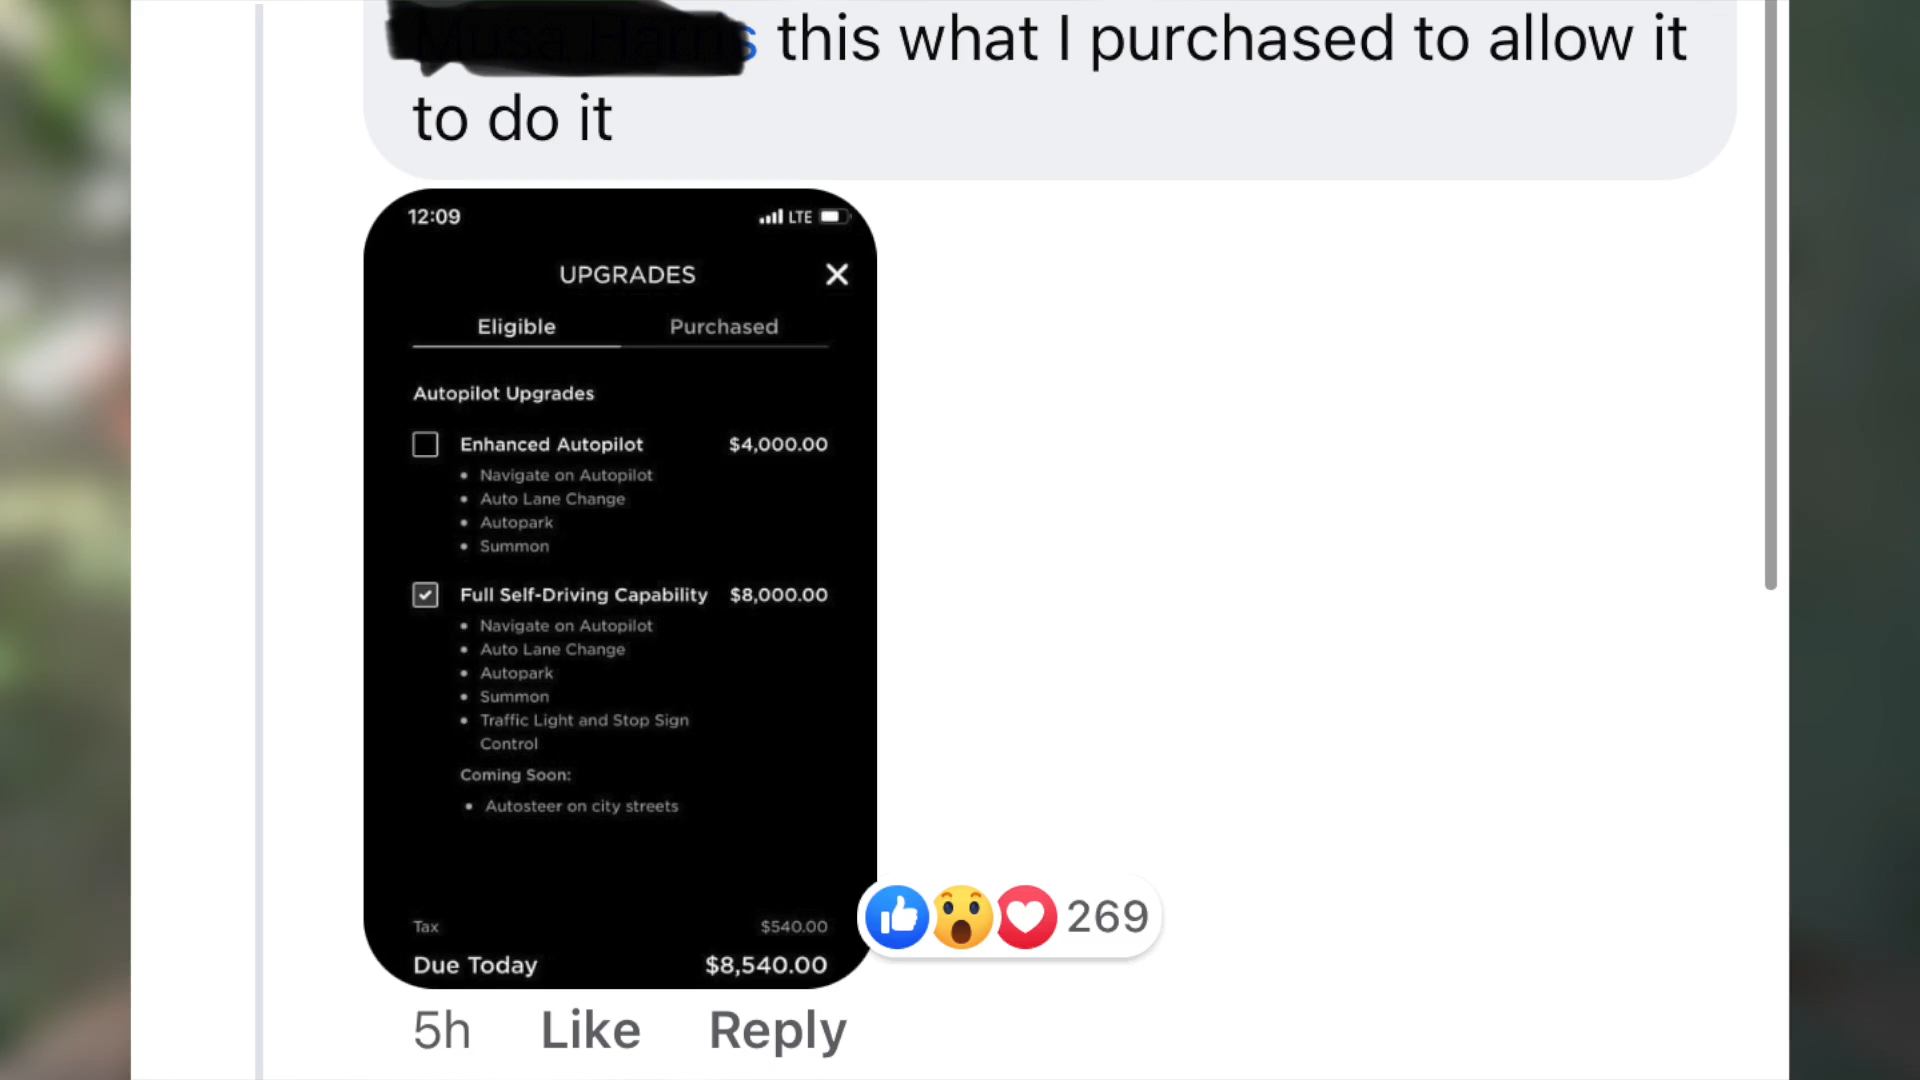 this what I purchased to allow it
to do it
12:09 LTE
UPGRADES
Eligible Purchased
Autopilot Upgrades
Enhanced Autopilot $4,000.00
• Navigate on Autopilot
• Auto Lane Change
• Autopark
• Summon
Full Self-Driving Capability $8,000.00
• Navigate on Autopilot
• Auto Lane Change
• Autopark
• Summon
• Traffic Light and Stop Sign
Control
Coming Soon:
• Autosteer on city streets
Tax $540.00
Due Today $8,540.00
269
5h Like Reply